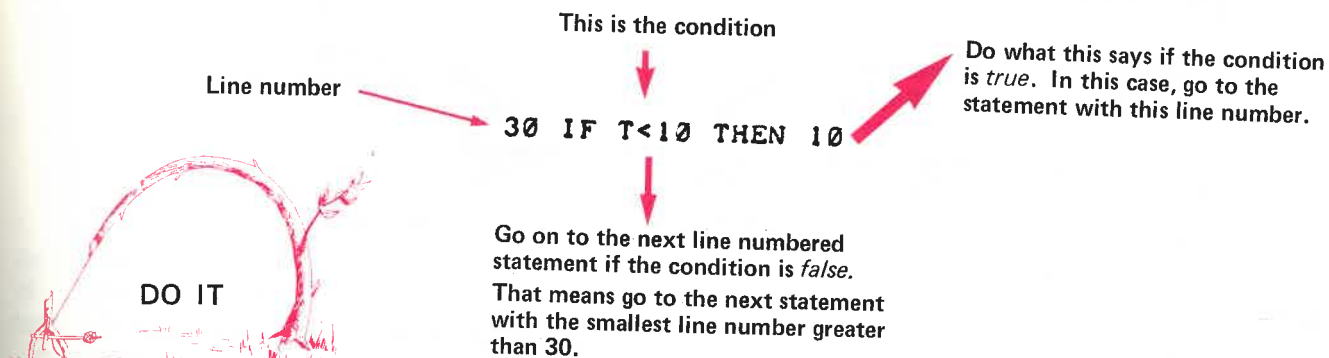 This is the condition
Line number
30 IF T<10 THEN 10
Do what this says if the condition
is true. In this case, go to the
statement with this line number.
Go on to the next line numbered
statement if the condition is false.
That means go to the next statement
with the smallest line number greater
than 30.
DO IT